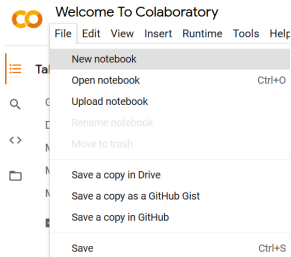 Welcome To Colaboratory
File Edit View Insert Runtime Tools Help
New notebook
Open notebook Ctrl+O
Upload notebook
Rename notebook
Move to trash
Save a copy in Drive
Save a copy as a GitHub Gist
Save a copy in GitHub
Save Ctrl+S